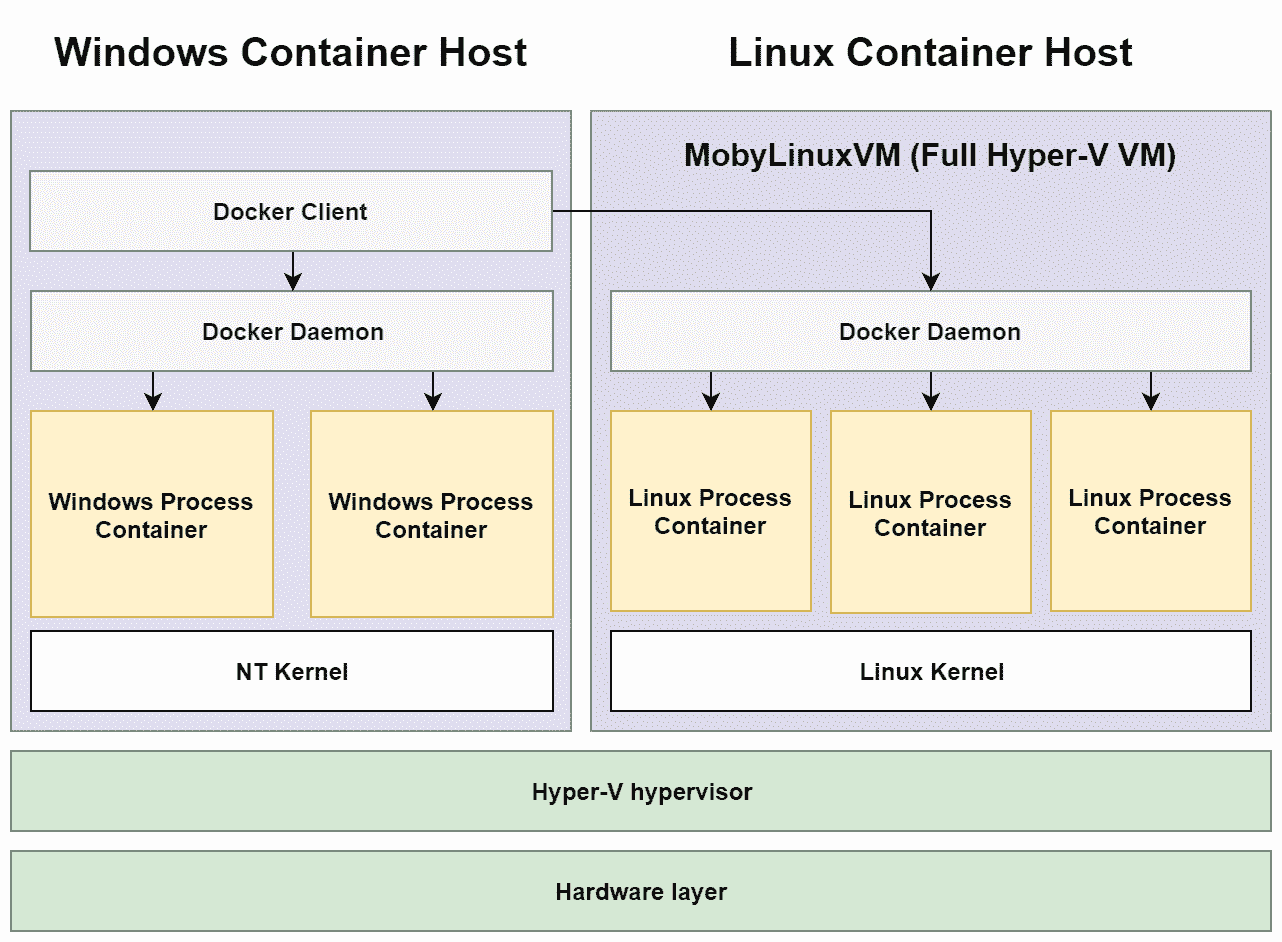 Windows Container Host
Linux Container Host
MobyLinuxVM (Full Hyper-V VM)
Docker Client
Docker Daemon
Docker Daemon
Windows Process
Container
Windows Process
Container
Linux Process
Container
Linux Process
Container
Linux Process
Container
NT Kernel
Linux Kernel
Hyper-V hypervisor
Hardware layer